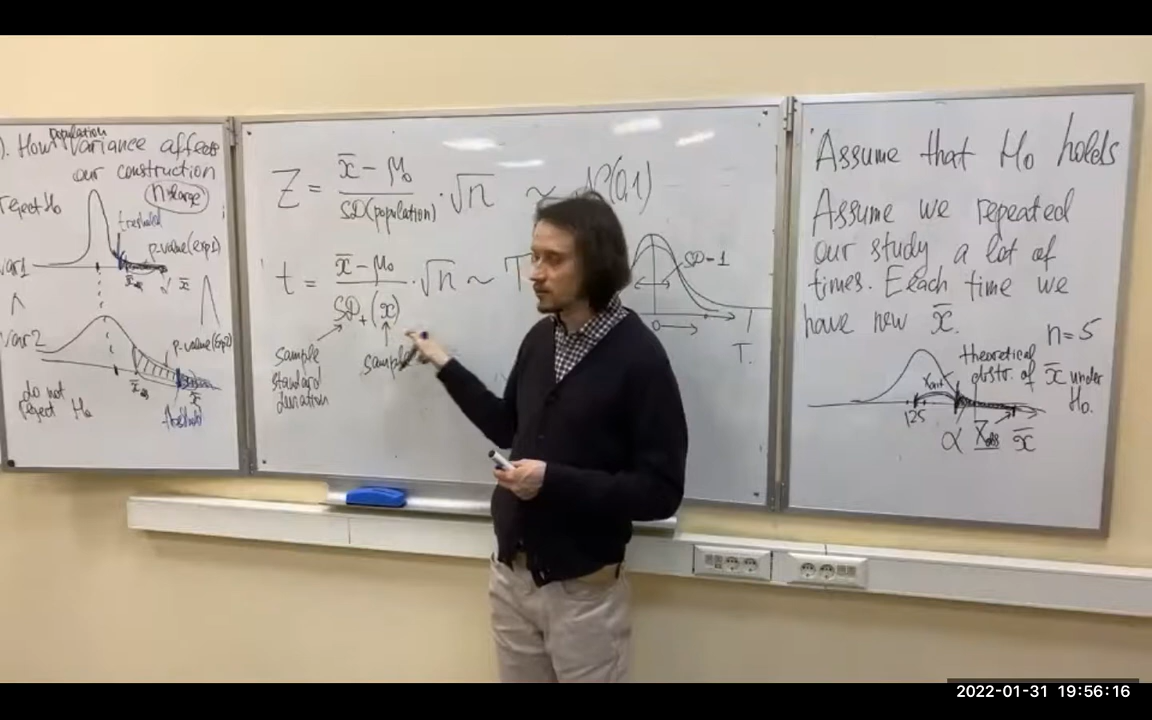 population
). How variance affects
our construction
n large
reject H₀
treshold
p-value(exp1)
var1
x̄
var 2
p-value(exp2)
x̄
do not
reject H₀
treshold
Z = x̄ - μ₀ / SD(population) · √n ~ N(0,1)
t = x̄ - μ₀ / SD₊(x) · √n ~ T
sample
standard
deviation
sample
SD=1
0
T.
Assume that H₀ holds
Assume we repeated
our study a lot of
times. Each time we
have new x̄.
n=5
theoretical
distr. of x̄ under
H₀.
125
α
x̄obs
x̄
2022-01-31 19:56:16